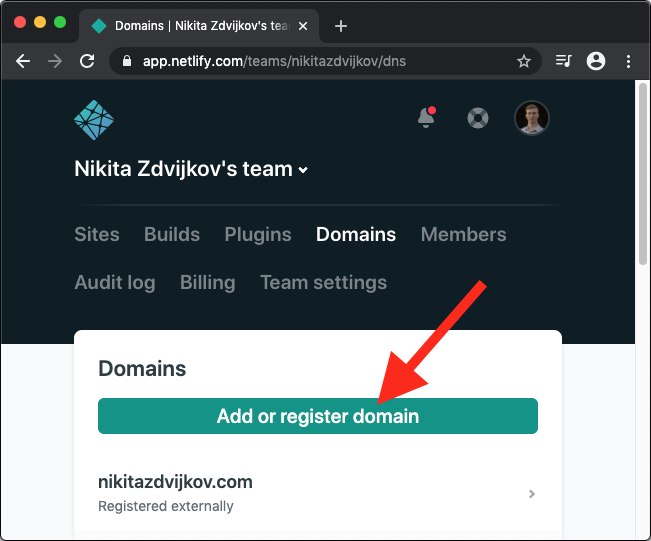 Domains | Nikita Zdvijkov's tea
app.netlify.com/teams/nikitazdvijkov/dns
Nikita Zdvijkov's team
Sites Builds Plugins Domains Members
Audit log Billing Team settings
Domains
Add or register domain
nikitazdvijkov.com
Registered externally